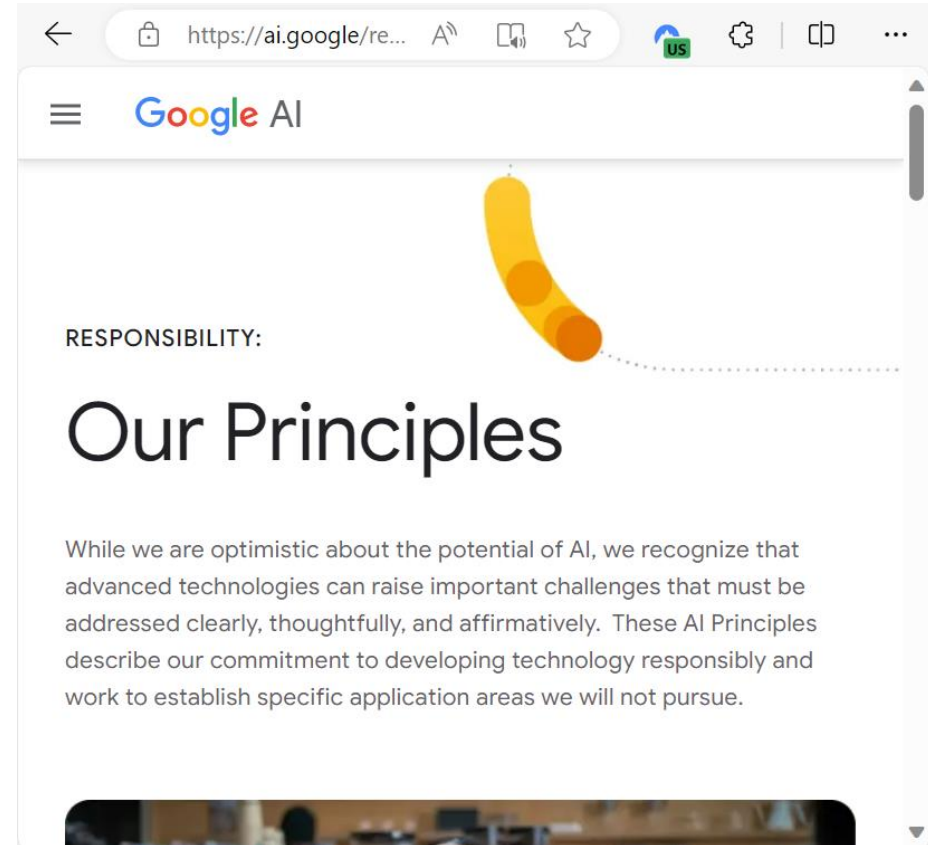 https://ai.google/re...
US
Google AI
RESPONSIBILITY:
Our Principles
While we are optimistic about the potential of AI, we recognize that
advanced technologies can raise important challenges that must be
addressed clearly, thoughtfully, and affirmatively.  These AI Principles
describe our commitment to developing technology responsibly and
work to establish specific application areas we will not pursue.